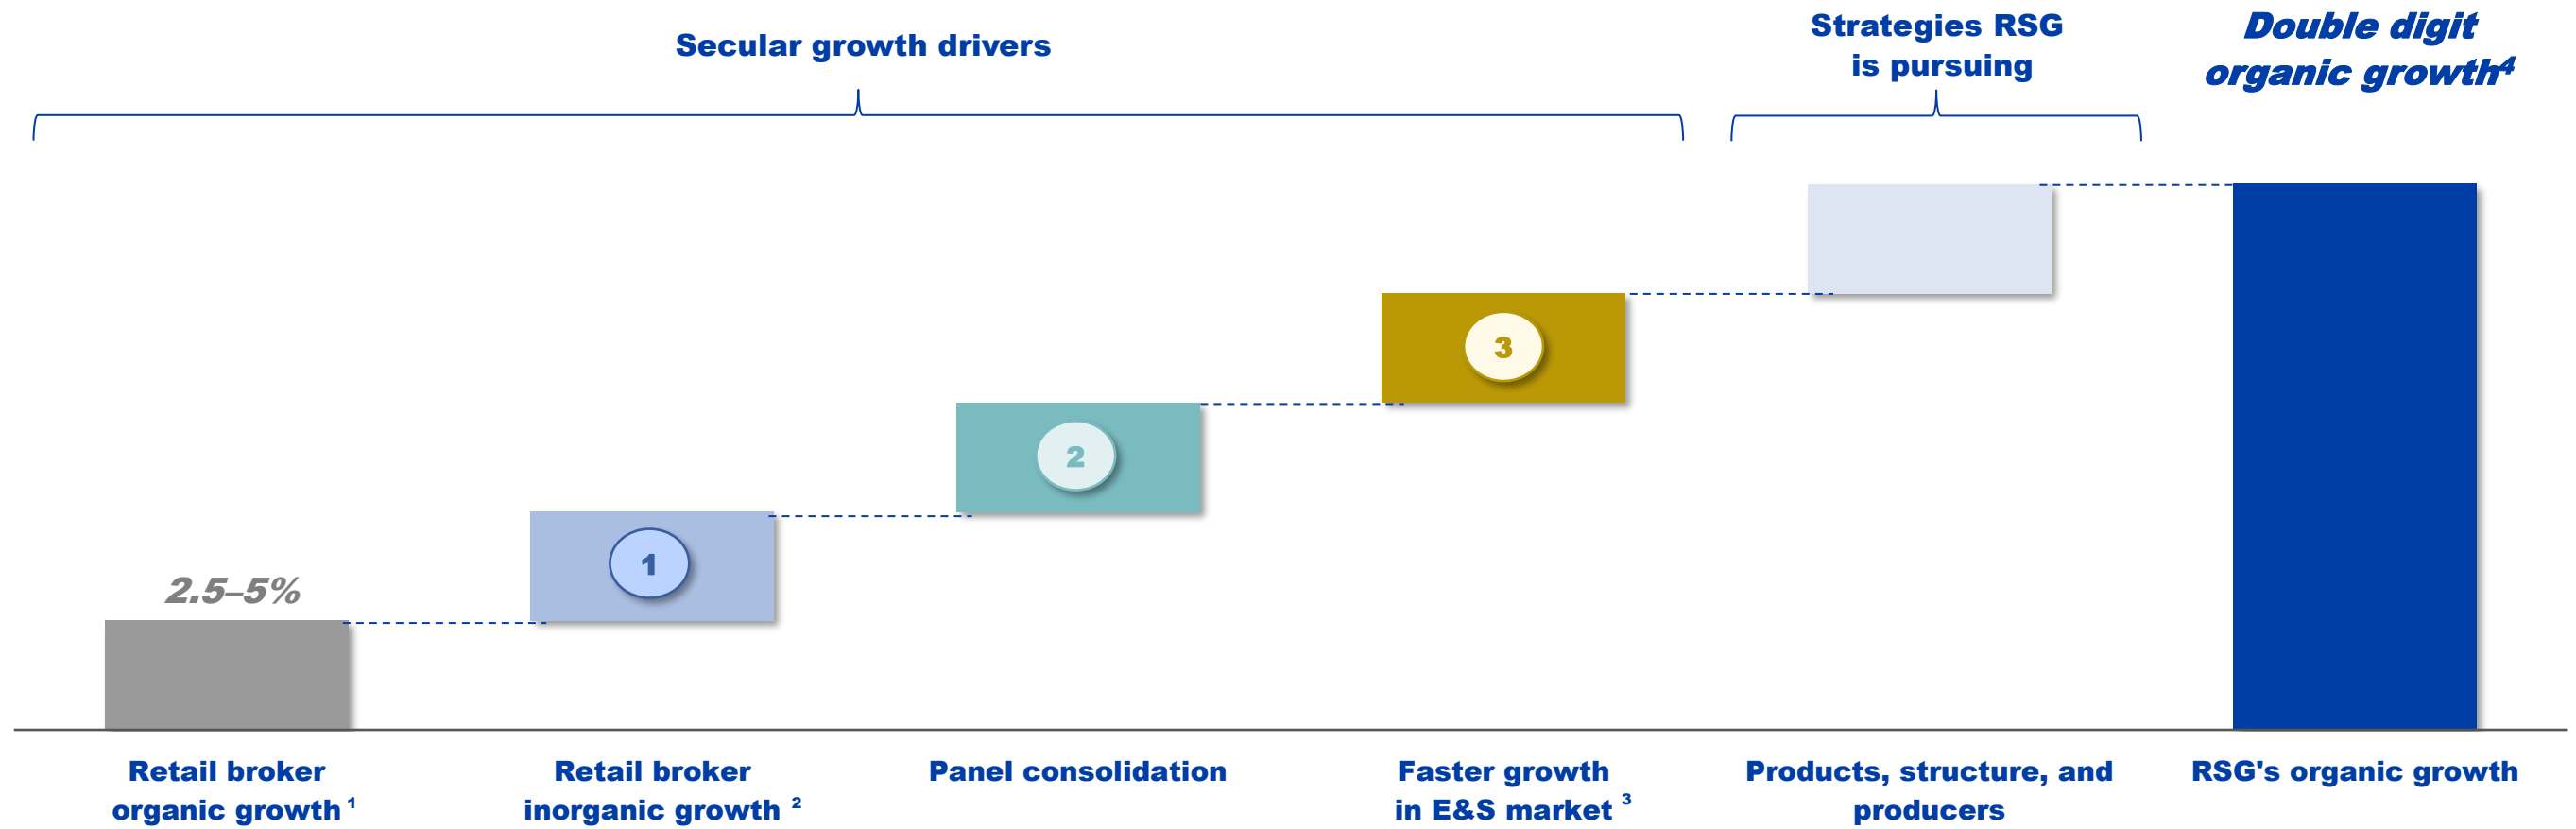 Secular growth drivers
Strategies RSG
is pursuing
Double digit
organic growth4
3
2
1
2.5–5%
Retail broker
organic growth 1
Retail broker
inorganic growth 2
Panel consolidation
Faster growth
in E&S market 3
Products, structure, and
producers
RSG's organic growth